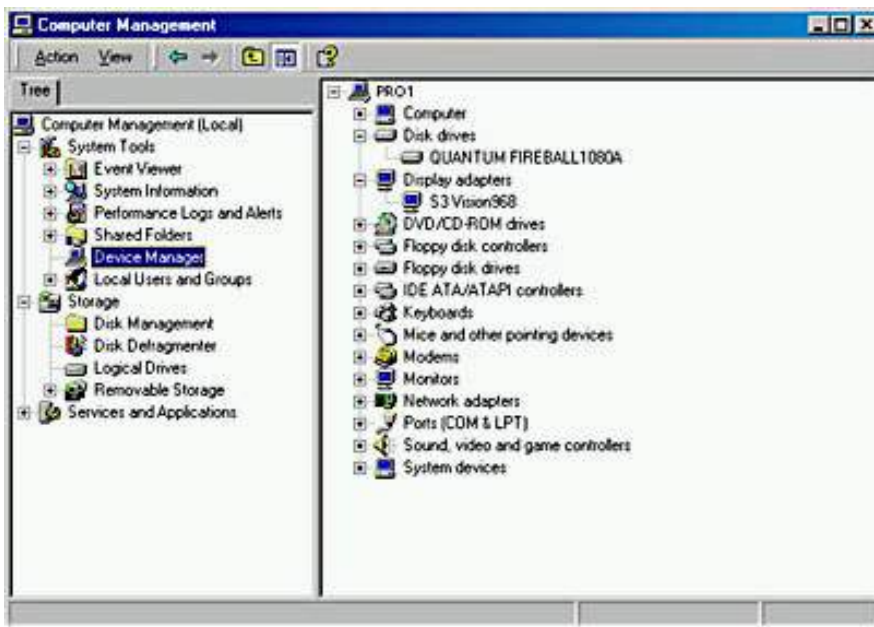 Computer Management
Action View
Tree
Computer Management (Local)
System Tools
Event Viewer
System Information
Performance Logs and Alerts
Shared Folders
Device Manager
Local Users and Groups
Storage
Disk Management
Disk Defragmenter
Logical Drives
Removable Storage
Services and Applications
PRO1
Computer
Disk drives
QUANTUM FIREBALL1080A
Display adapters
S3 Vision968
DVD/CD-ROM drives
Floppy disk controllers
Floppy disk drives
IDE ATA/ATAPI controllers
Keyboards
Mice and other pointing devices
Modems
Monitors
Network adapters
Ports (COM & LPT)
Sound, video and game controllers
System devices